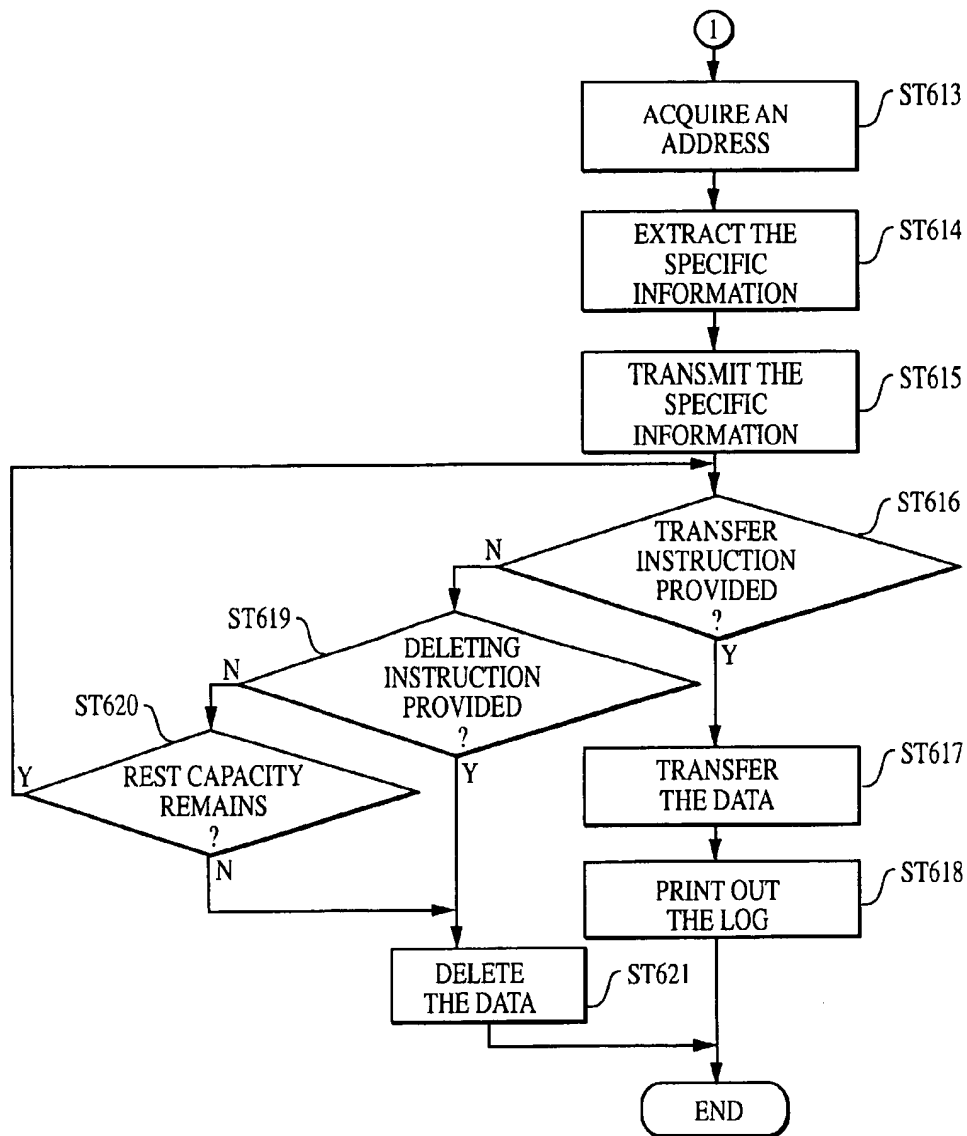 1
ACQUIRE AN
ADDRESS
ST613
EXTRACT THE
SPECIFIC
INFORMATION
ST614
TRANSMIT THE
SPECIFIC
INFORMATION
ST615
TRANSFER
INSTRUCTION
PROVIDED
?
ST616
N
Y
DELETING
INSTRUCTION
PROVIDED
?
ST619
N
Y
REST CAPACITY
REMAINS
?
ST620
Y
N
TRANSFER
THE DATA
ST617
PRINT OUT
THE LOG
ST618
DELETE
THE DATA
ST621
END